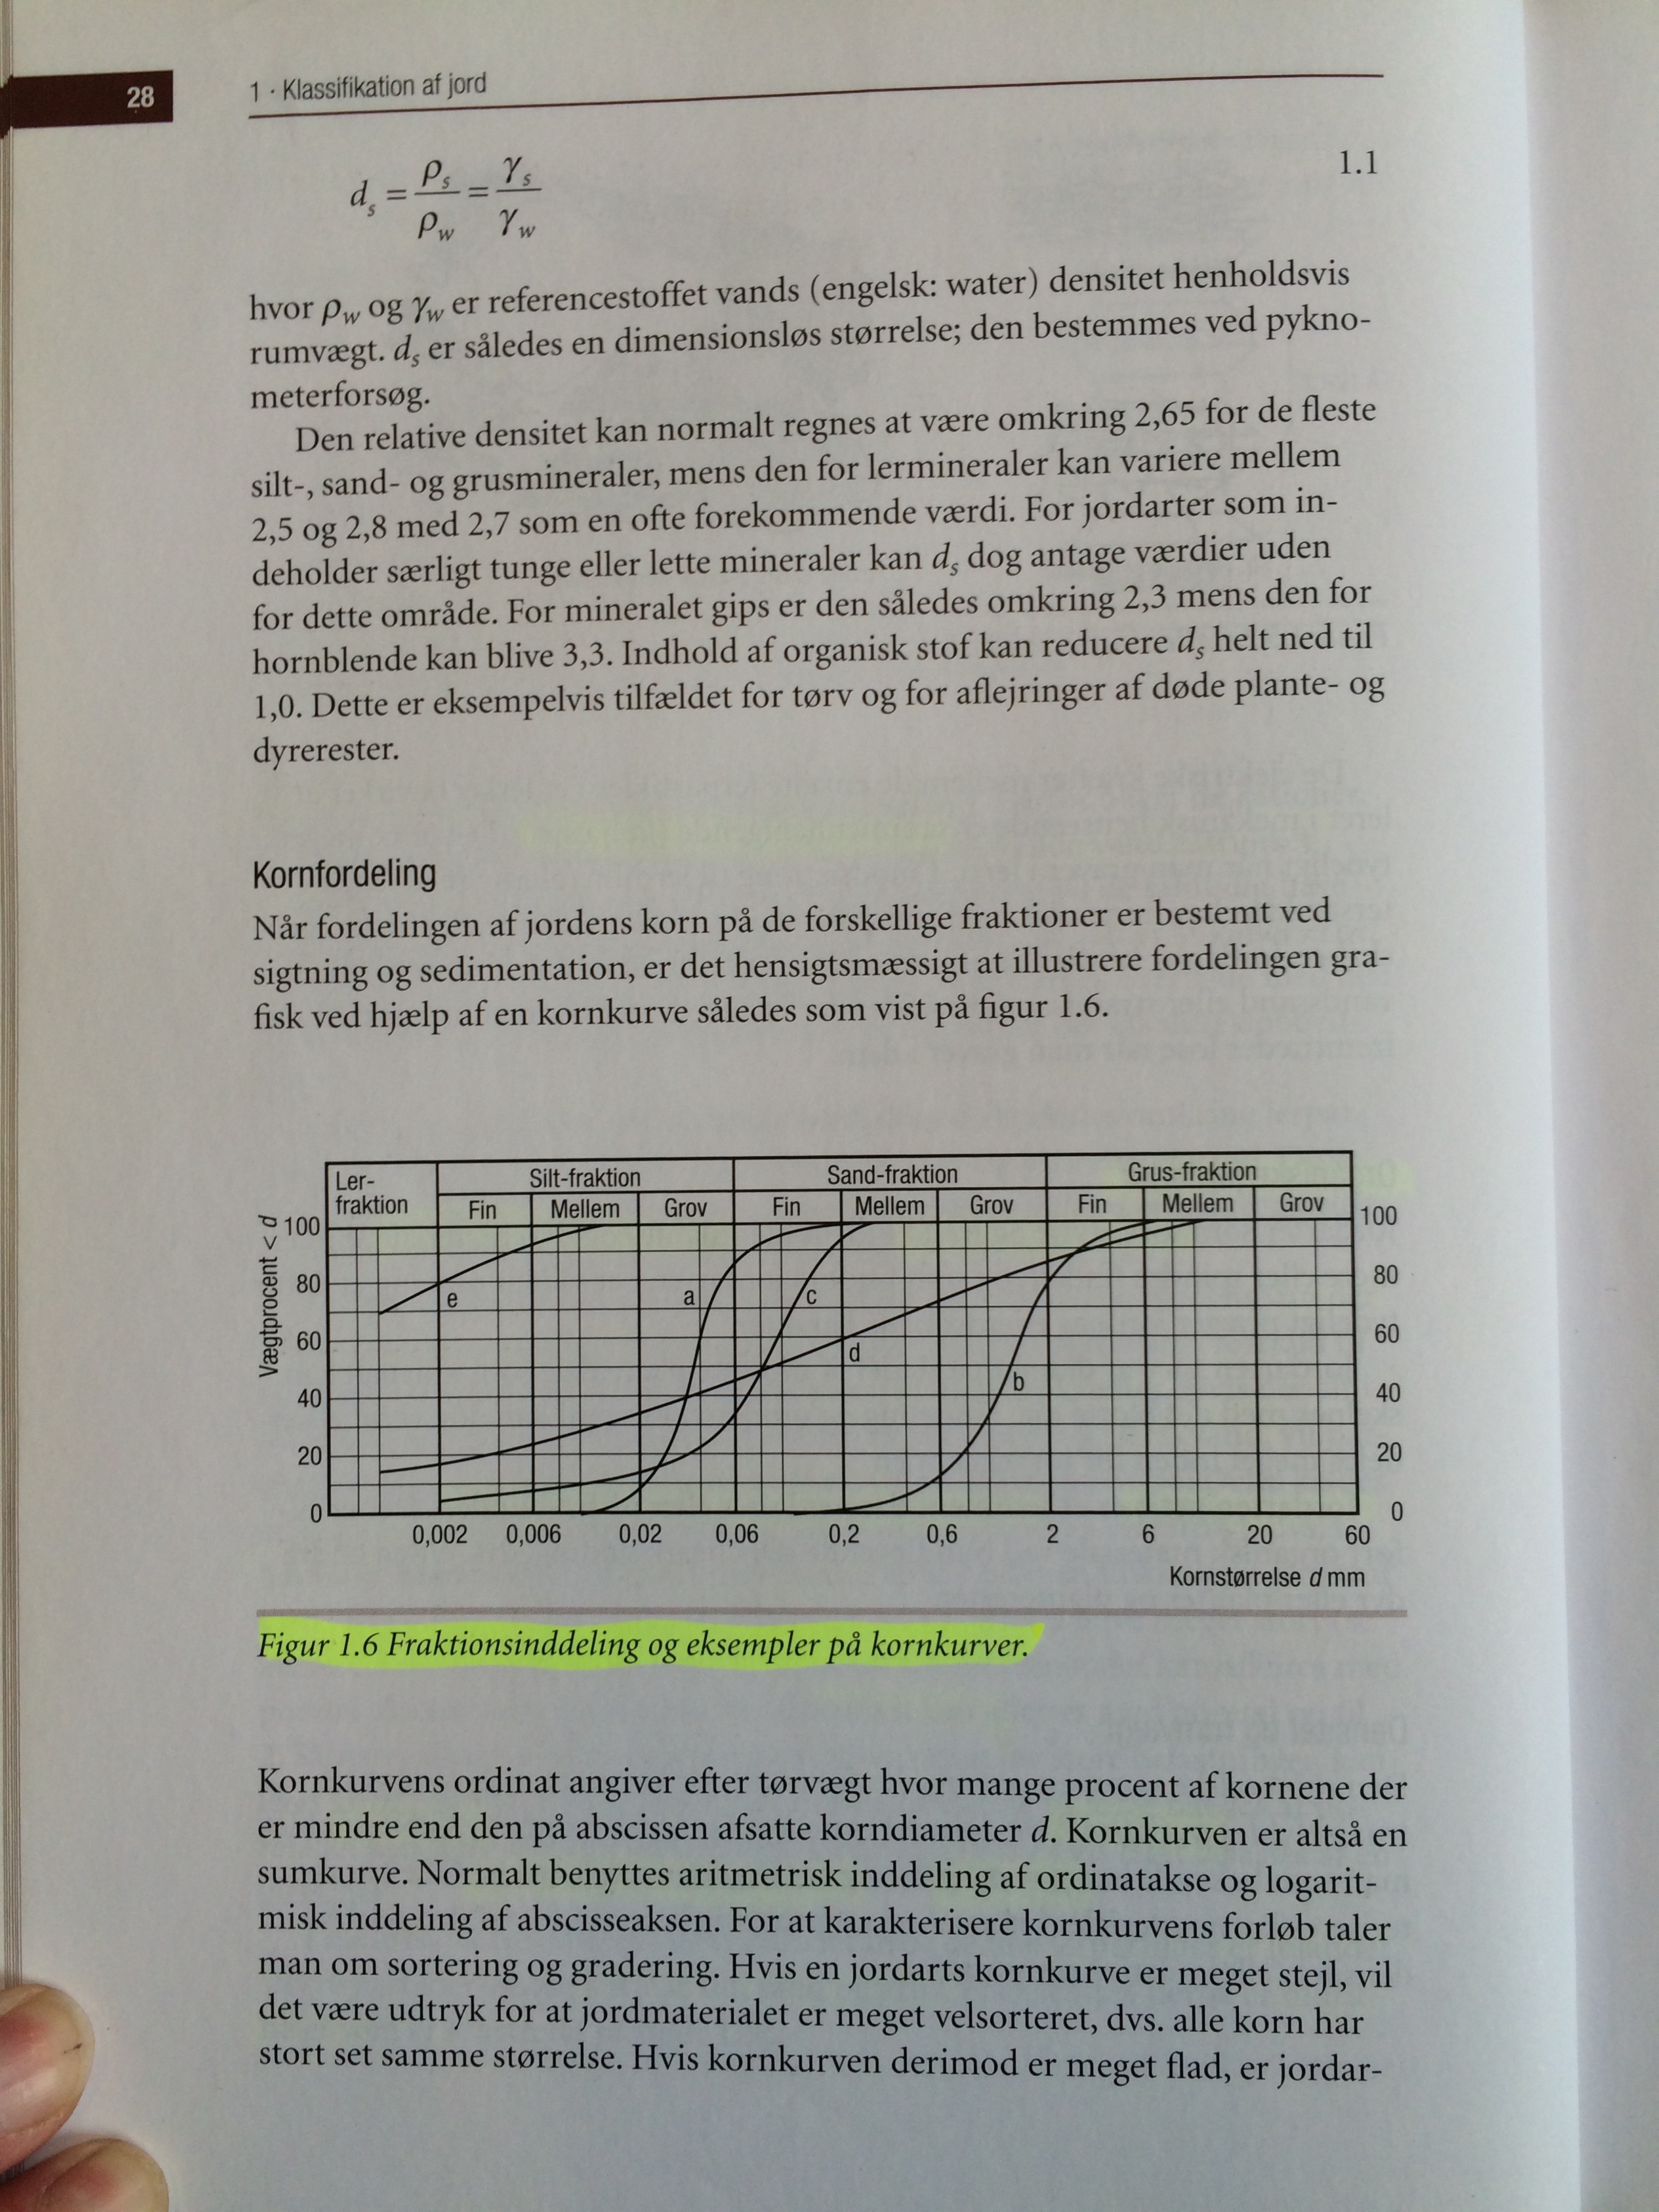 28
1 · Klassifikation af jord
d_s = ρ_s / ρ_w = γ_s / γ_w
1.1
hvor ρ_w og γ_w er referencestoffet vands (engelsk: water) densitet henholdsvis
rumvægt. d_s er således en dimensionsløs størrelse; den bestemmes ved pykno-
meterforsøg.
Den relative densitet kan normalt regnes at være omkring 2,65 for de fleste
silt-, sand- og grusmineraler, mens den for lermineraler kan variere mellem
2,5 og 2,8 med 2,7 som en ofte forekommende værdi. For jordarter som in-
deholder særligt tunge eller lette mineraler kan d_s dog antage værdier uden
for dette område. For mineralet gips er den således omkring 2,3 mens den for
hornblende kan blive 3,3. Indhold af organisk stof kan reducere d_s helt ned til
1,0. Dette er eksempelvis tilfældet for tørv og for aflejringer af døde plante- og
dyrerester.
Kornfordeling
Når fordelingen af jordens korn på de forskellige fraktioner er bestemt ved
sigtning og sedimentation, er det hensigtsmæssigt at illustrere fordelingen gra-
fisk ved hjælp af en kornkurve således som vist på figur 1.6.
Ler-
fraktion
Silt-fraktion
Sand-fraktion
Grus-fraktion
Fin Mellem Grov Fin Mellem Grov Fin Mellem Grov
Vægtprocent < d
100 100
80 80
60 60
40 40
20 20
0 0
e a c d b
0,002 0,006 0,02 0,06 0,2 0,6 2 6 20 60
Kornstørrelse d mm
Figur 1.6 Fraktionsinddeling og eksempler på kornkurver.
Kornkurvens ordinat angiver efter tørvægt hvor mange procent af kornene der
er mindre end den på abscissen afsatte korndiameter d. Kornkurven er altså en
sumkurve. Normalt benyttes aritmetrisk inddeling af ordinatakse og logarit-
misk inddeling af abscisseaksen. For at karakterisere kornkurvens forløb taler
man om sortering og gradering. Hvis en jordarts kornkurve er meget stejl, vil
det være udtryk for at jordmaterialet er meget velsorteret, dvs. alle korn har
stort set samme størrelse. Hvis kornkurven derimod er meget flad, er jordar-